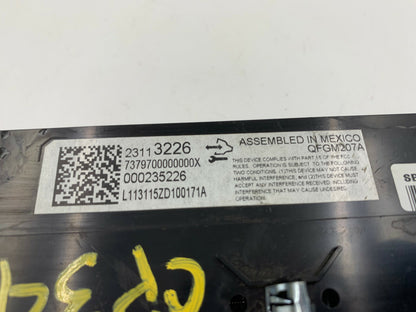 23113226
7379700000000X
000235226
L113115ZD100171A
ASSEMBLED IN MEXICO
QFGM207A
THIS DEVICE COMPLIES WITH PART 15 OF THE FCC
RULES. OPERATION IS SUBJECT TO THE FOLLOWING
TWO CONDITIONS. (1)THIS DEVICE MAY NOT CAUSE
HARMFUL INTERFERENCE, and (2)THIS DEVICE
MUST ACCEPT ANY INTERFERENCE RECEIVED INCLUDING
INTERFERENCE THAT MAY CAUSE UNDESIRED
OPERATION